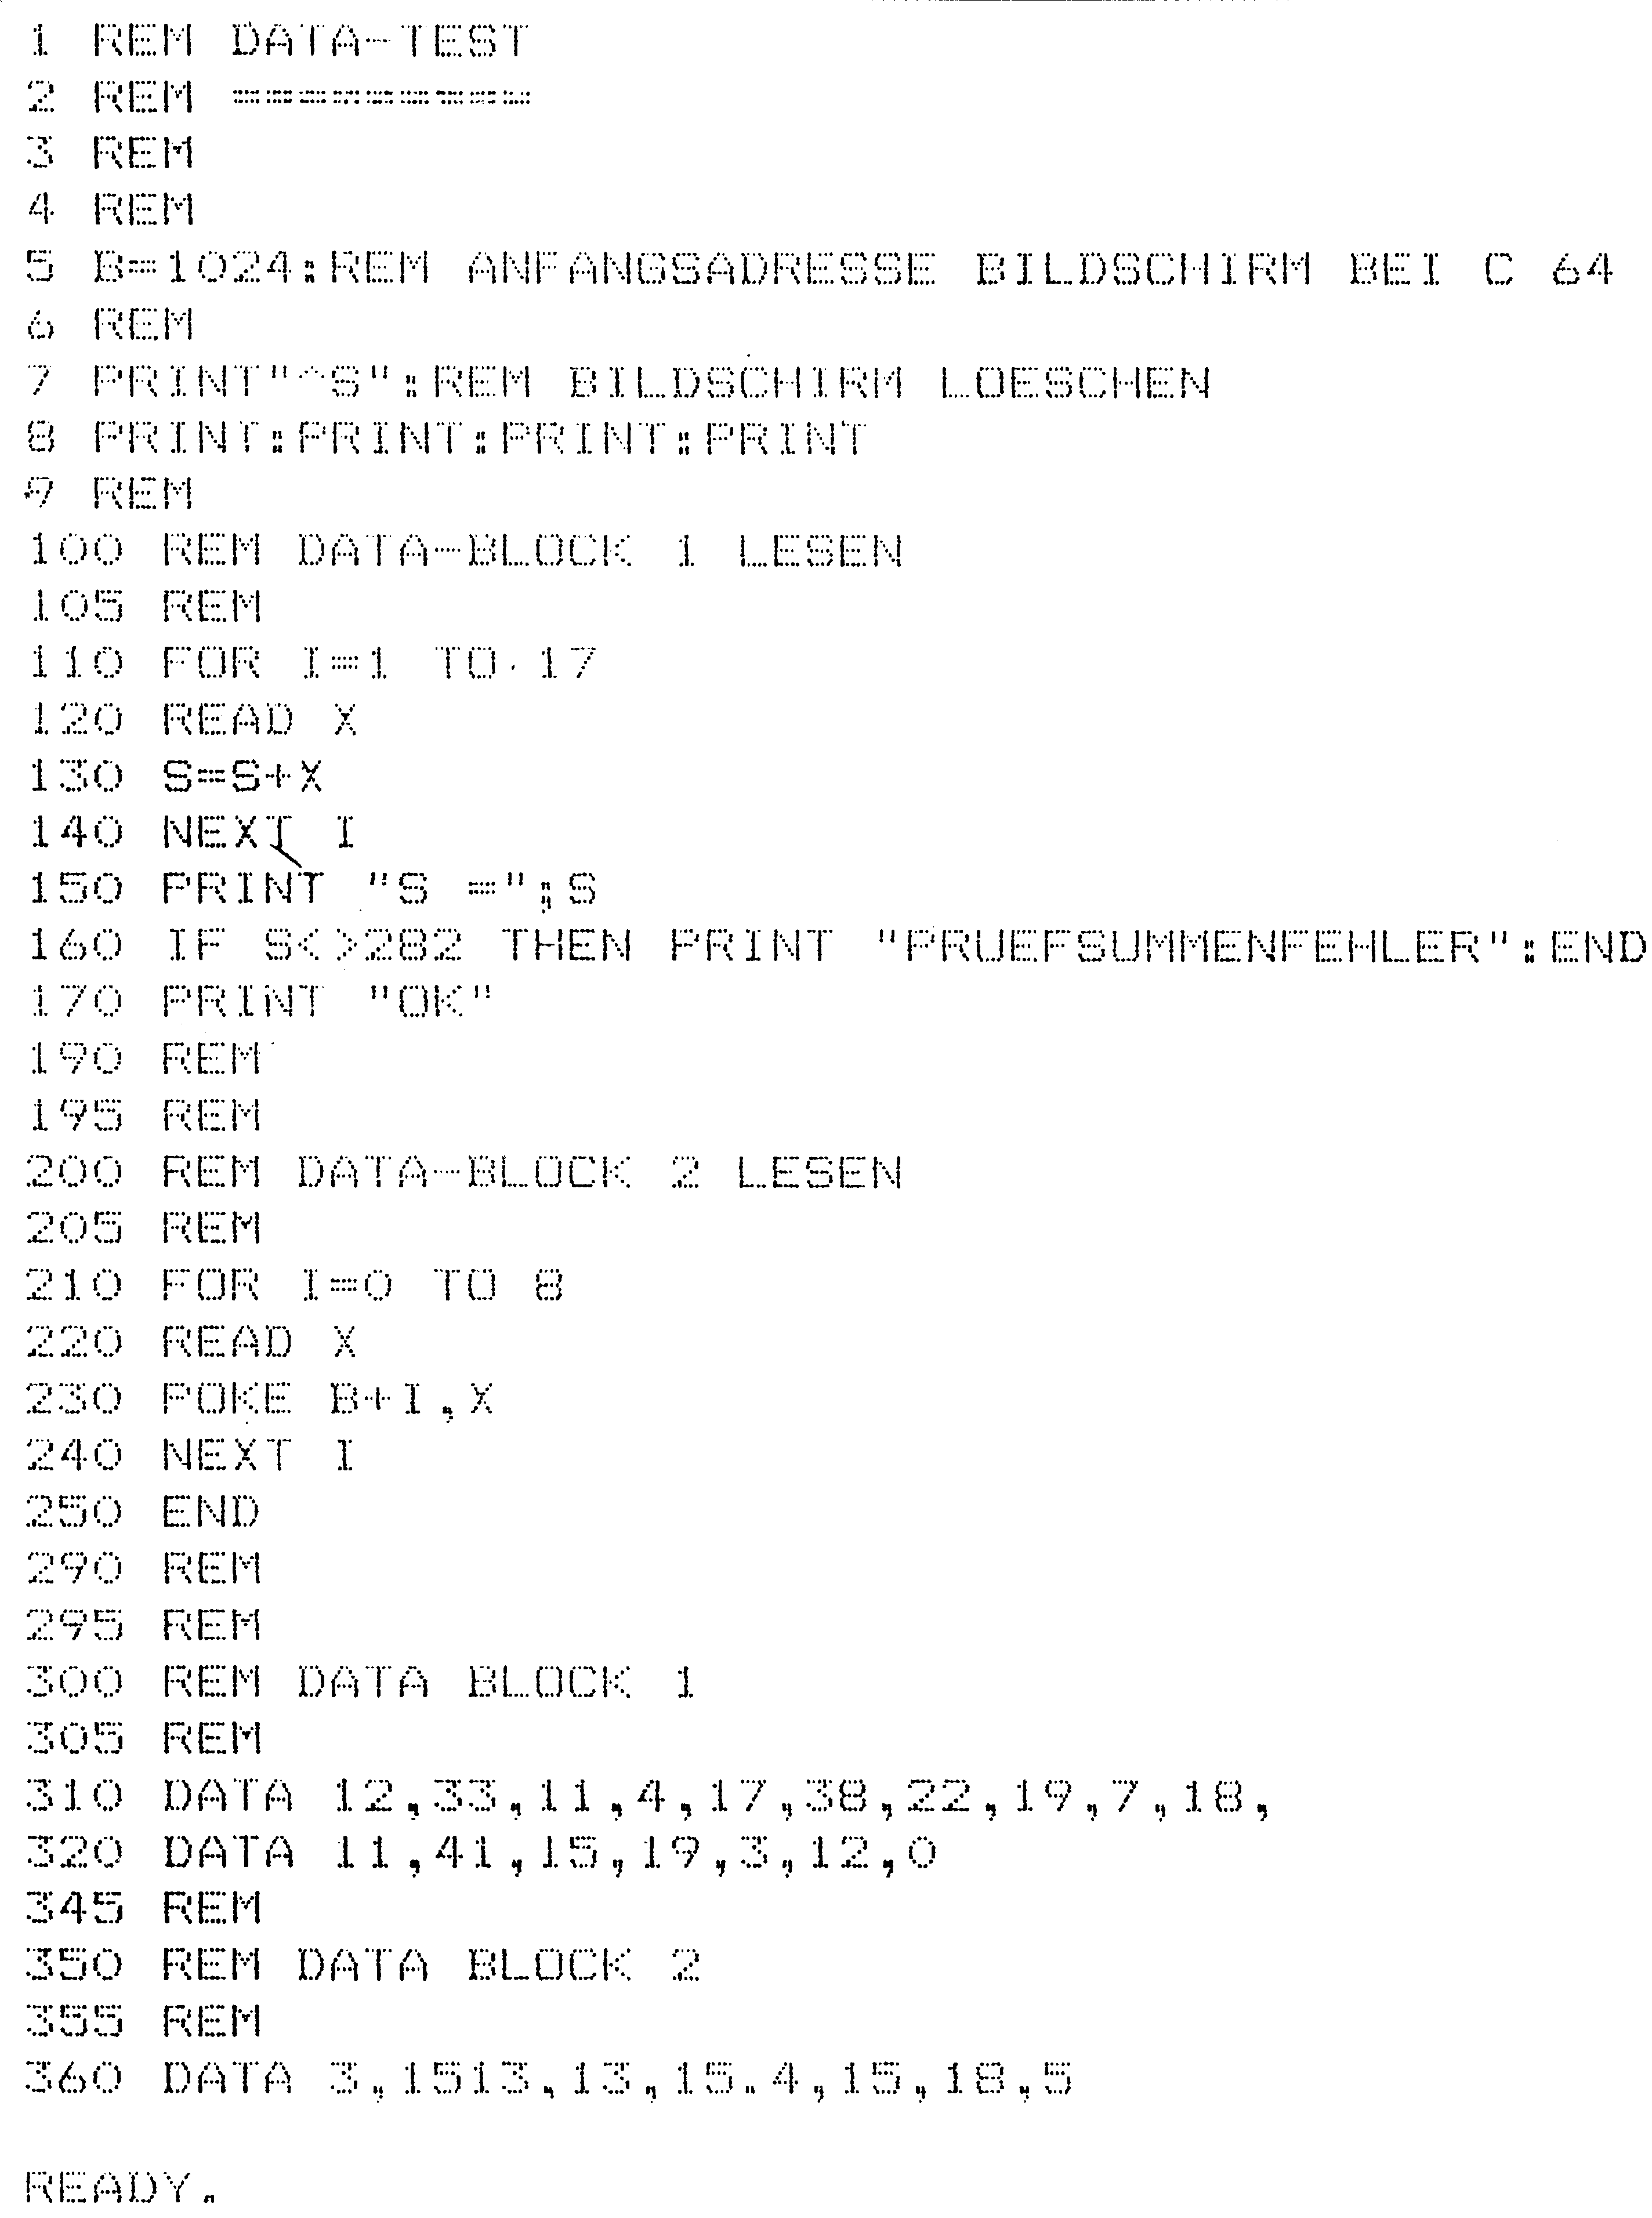 1 REM DATA-TEST
2 REM =========
3 REM
4 REM
5 B=1024:REM ANFANGSADRESSE BILDSCHIRM BEI C 64
6 REM
7 PRINT"^S":REM BILDSCHIRM LOESCHEN
8 PRINT:PRINT:PRINT:PRINT
9 REM
100 REM DATA-BLOCK 1 LESEN
105 REM
110 FOR I=1 TO 17
120 READ X
130 S=S+X
140 NEXT I
150 PRINT "S =";S
160 IF S<>282 THEN PRINT "PRUEFSUMMENFEHLER":END
170 PRINT "OK"
190 REM
195 REM
200 REM DATA-BLOCK 2 LESEN
205 REM
210 FOR I=0 TO 8
220 READ X
230 POKE B+I,X
240 NEXT I
250 END
290 REM
295 REM
300 REM DATA BLOCK 1
305 REM
310 DATA 12,33,11,4,17,38,22,19,7,18,
320 DATA 11,41,15,19,3,12,0
345 REM
350 REM DATA BLOCK 2
355 REM
360 DATA 3,1513,13,15.4,15,18,5
READY.